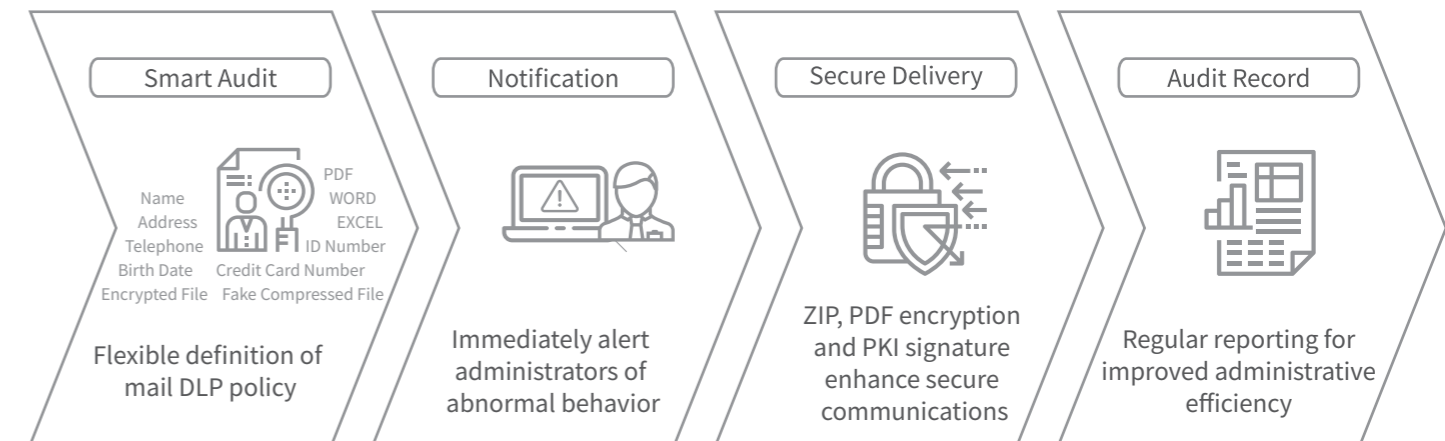 Smart Audit
PDF
Name
WORD
Address
EXCEL
Telephone
ID Number
Birth Date
Credit Card Number
Encrypted File
Fake Compressed File
Flexible definition of
mail DLP policy
Notification
Immediately alert
administrators of
abnormal behavior
Secure Delivery
ZIP, PDF encryption
and PKI signature
enhance secure
communications
Audit Record
Regular reporting for
improved administrative
efficiency